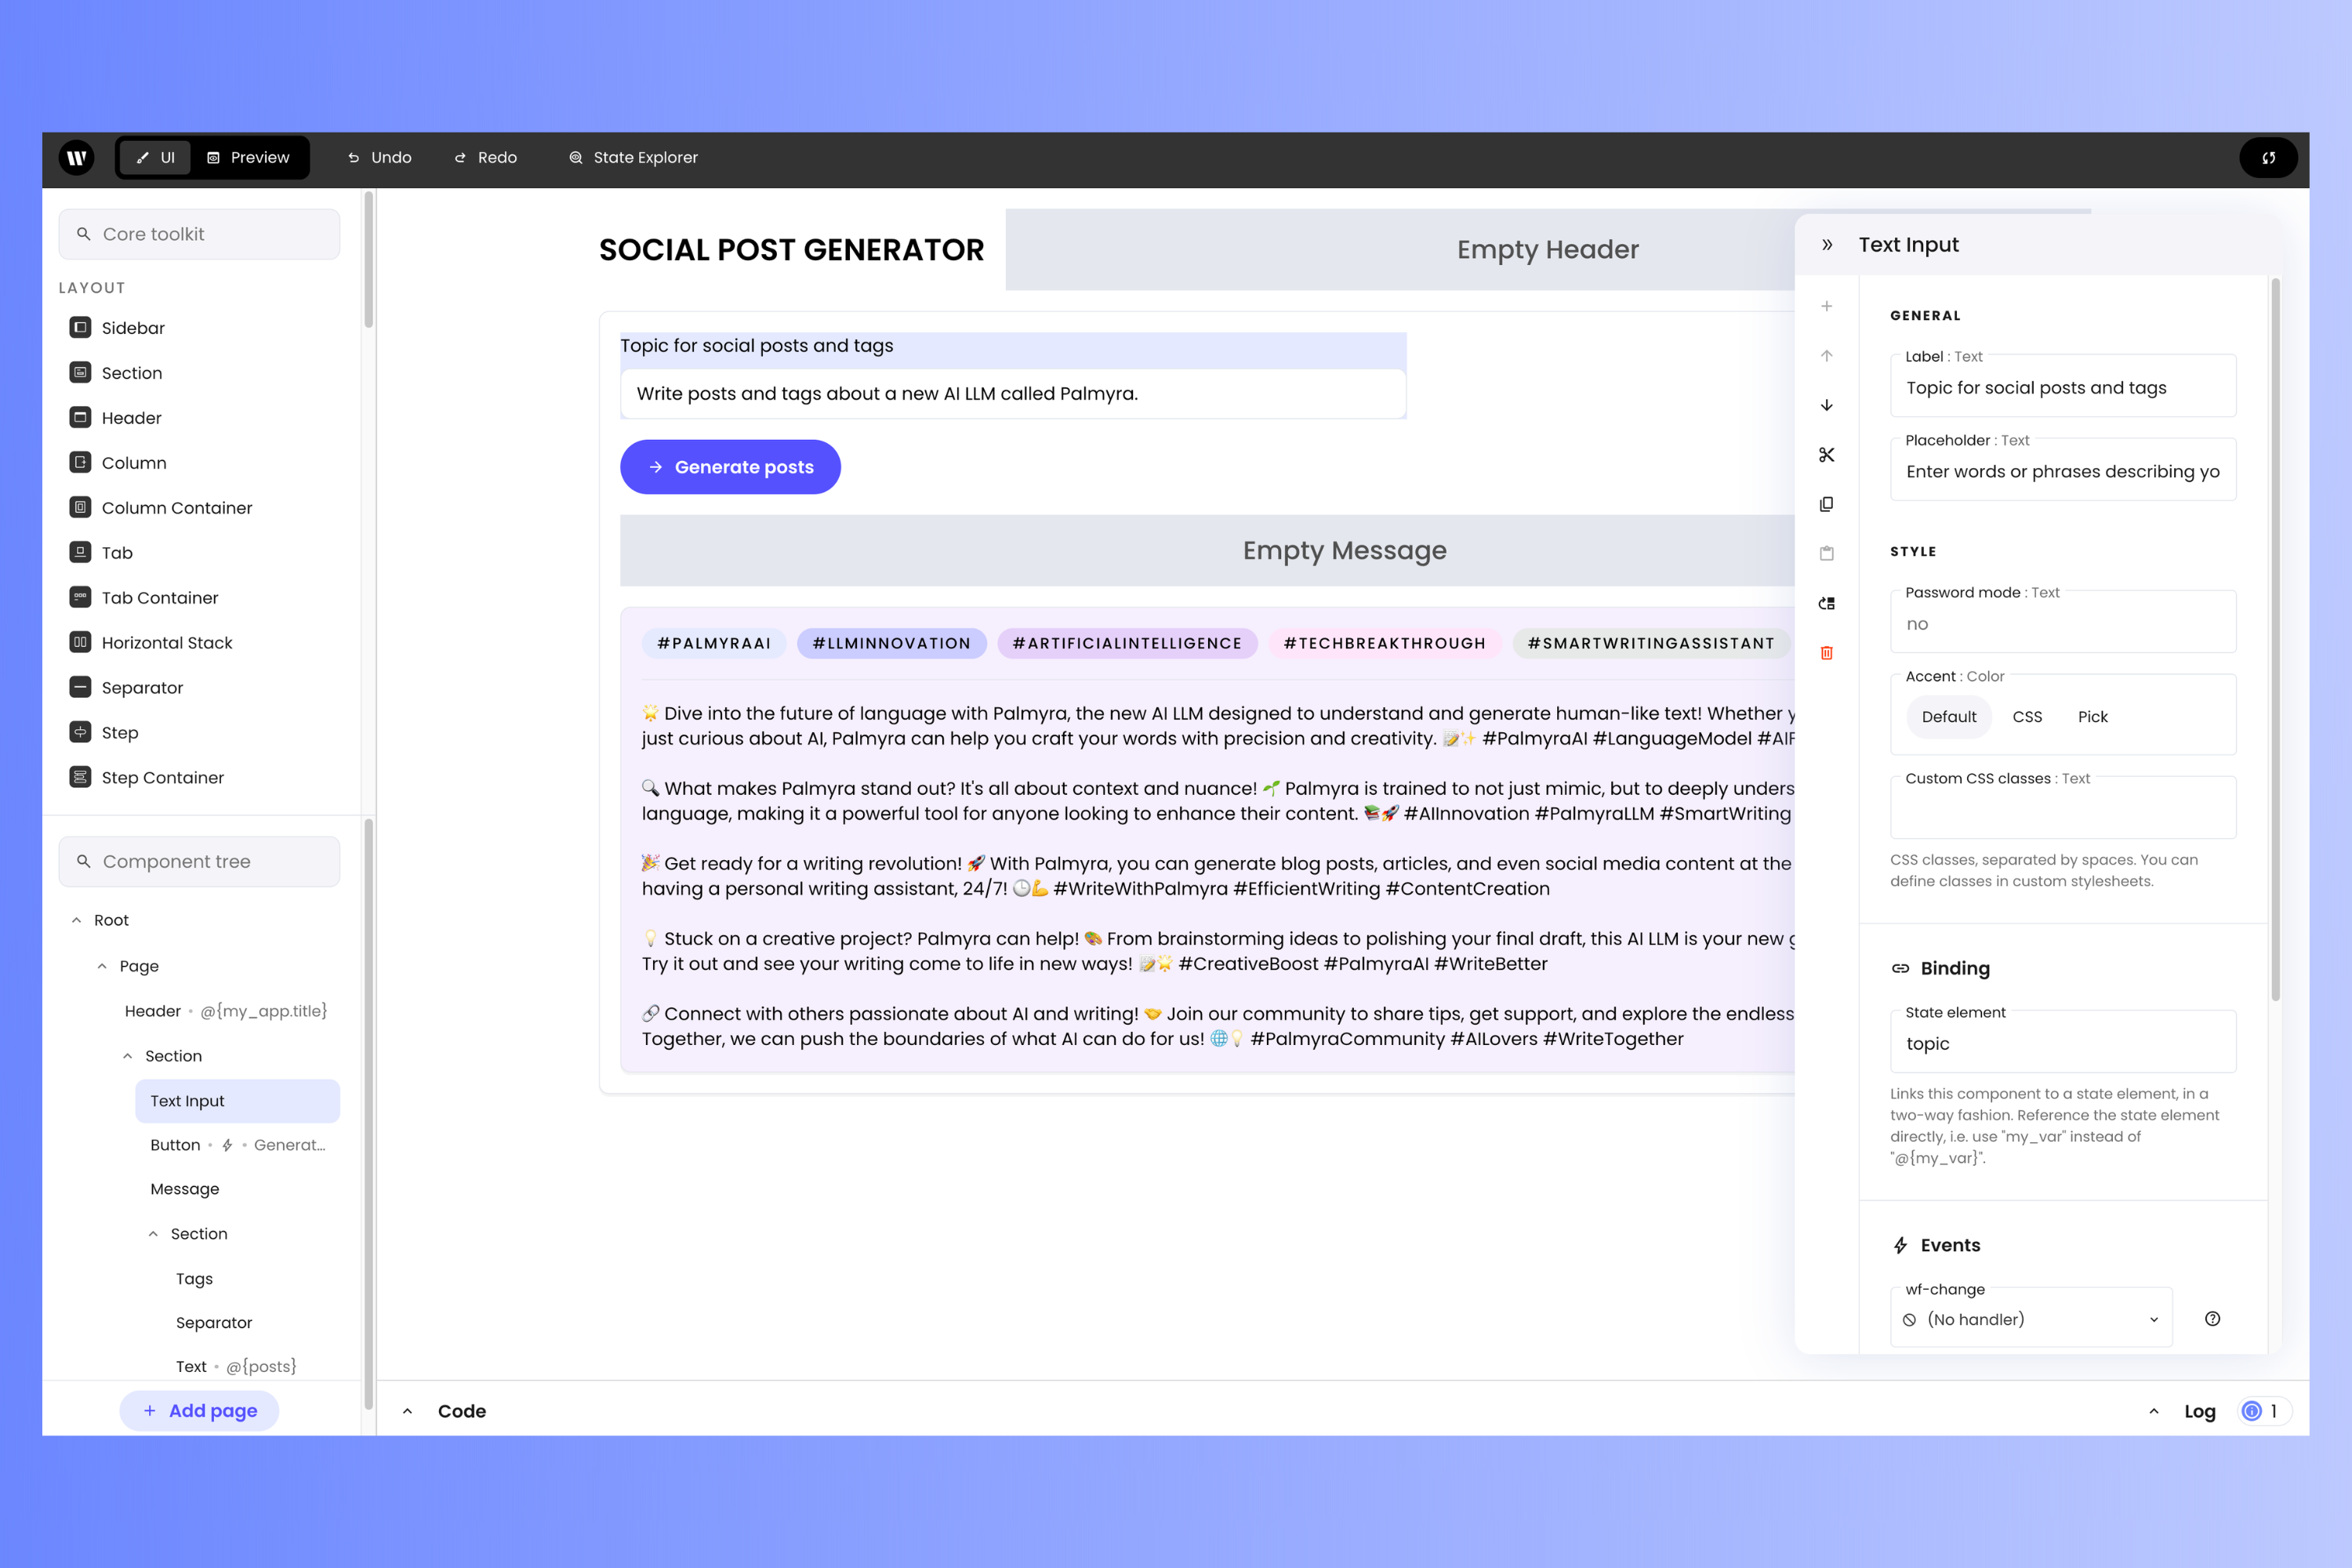 UI
Preview
Undo
Redo
State Explorer
Core toolkit
LAYOUT
Sidebar
Section
Header
Column
Column Container
Tab
Tab Container
Horizontal Stack
Separator
Step
Step Container
Component tree
Root
Page
Header • @{my_app.title}
Section
Text Input
Button • • Generat...
Message
Section
Tags
Separator
Text • @{posts}
+ Add page
SOCIAL POST GENERATOR
Empty Header
Topic for social posts and tags
Write posts and tags about a new AI LLM called Palmyra.
Generate posts
Empty Message
#PALMYRAAI #LLMINNOVATION #ARTIFICIALINTELLIGENCE #TECHBREAKTHROUGH #SMARTWRITINGASSISTANT
🌟 Dive into the future of language with Palmyra, the new AI LLM designed to understand and generate human-like text! Whether
just curious about AI, Palmyra can help you craft your words with precision and creativity. 📝✨ #PalmyraAI #LanguageModel
🔍 What makes Palmyra stand out? It's all about context and nuance! 🌱 Palmyra is trained to not just mimic, but to deeply unders
language, making it a powerful tool for anyone looking to enhance their content. 📚🚀 #AIInnovation #PalmyraLLM #SmartWriting
🎉 Get ready for a writing revolution! 🚀 With Palmyra, you can generate blog posts, articles, and even social media content at the
having a personal writing assistant, 24/7! 🕒💪 #WriteWithPalmyra #EfficientWriting #ContentCreation
💡 Stuck on a creative project? Palmyra can help! 🎨 From brainstorming ideas to polishing your final draft, this AI LLM is your new
Try it out and see your writing come to life in new ways! 📝🌟 #CreativeBoost #PalmyraAI #WriteBetter
🔗 Connect with others passionate about AI and writing! 🤝 Join our community to share tips, get support, and explore the endless
Together, we can push the boundaries of what AI can do for us! 🌐💡 #PalmyraCommunity #AILovers #WriteTogether
Text Input
GENERAL
Label : Text
Topic for social posts and tags
Placeholder : Text
Enter words or phrases describing yo
STYLE
Password mode : Text
no
Accent : Color
Default CSS Pick
Custom CSS classes : Text
CSS classes, separated by spaces. You can
define classes in custom stylesheets.
Binding
State element
topic
Links this component to a state element, in a
two-way fashion. Reference the state element
directly, i.e. use "my_var" instead of
"@{my_var}".
Events
wf-change
(No handler)
Code
Log
1